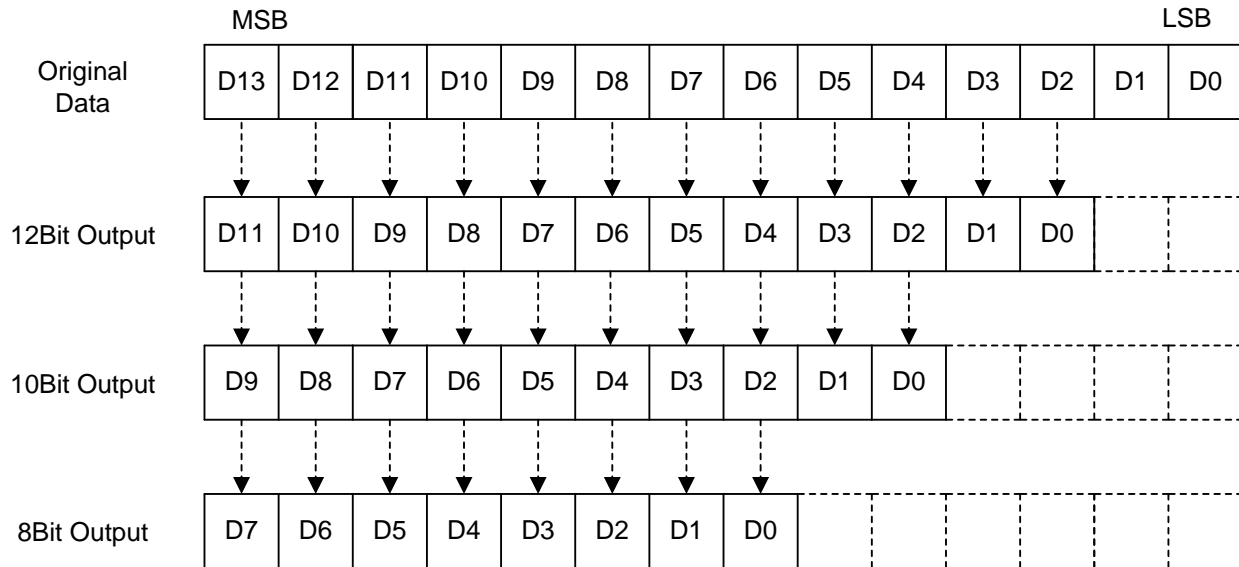 MSB LSB
Original
Data
D13 D12 D11 D10 D9 D8 D7 D6 D5 D4 D3 D2 D1 D0
12Bit Output D11 D10 D9 D8 D7 D6 D5 D4 D3 D2 D1 D0
10Bit Output D9 D8 D7 D6 D5 D4 D3 D2 D1 D0
8Bit Output D7 D6 D5 D4 D3 D2 D1 D0